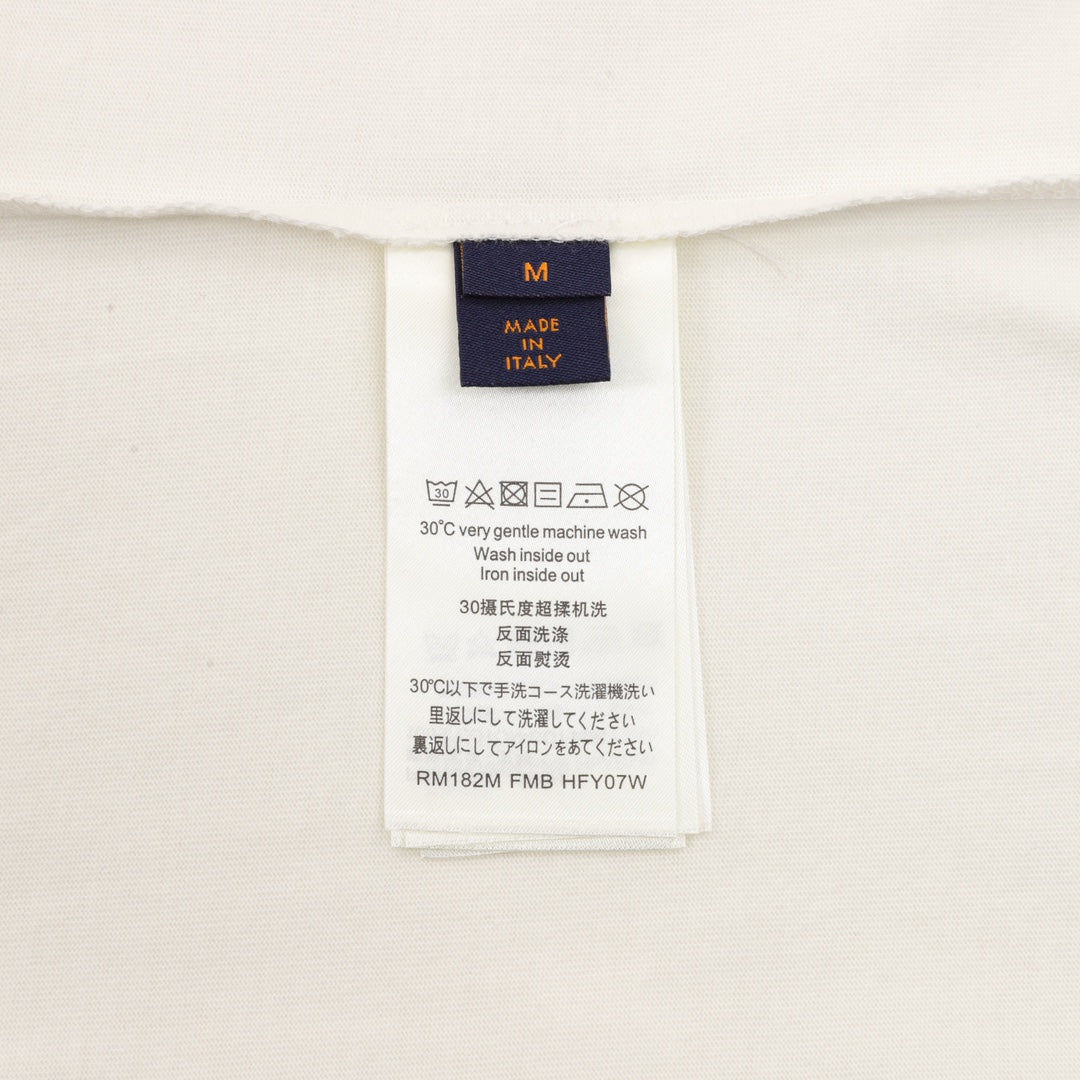 M
MADE
IN
ITALY
30
30°C very gentle machine wash
Wash inside out
Iron inside out
30摄氏度超揉机洗
反面洗涤
反面熨烫
30℃以下で手洗コース洗濯機洗い
里返しにして洗濯してください
裏返しにしてアイロンをあてください
RM182M FMB HFY07W